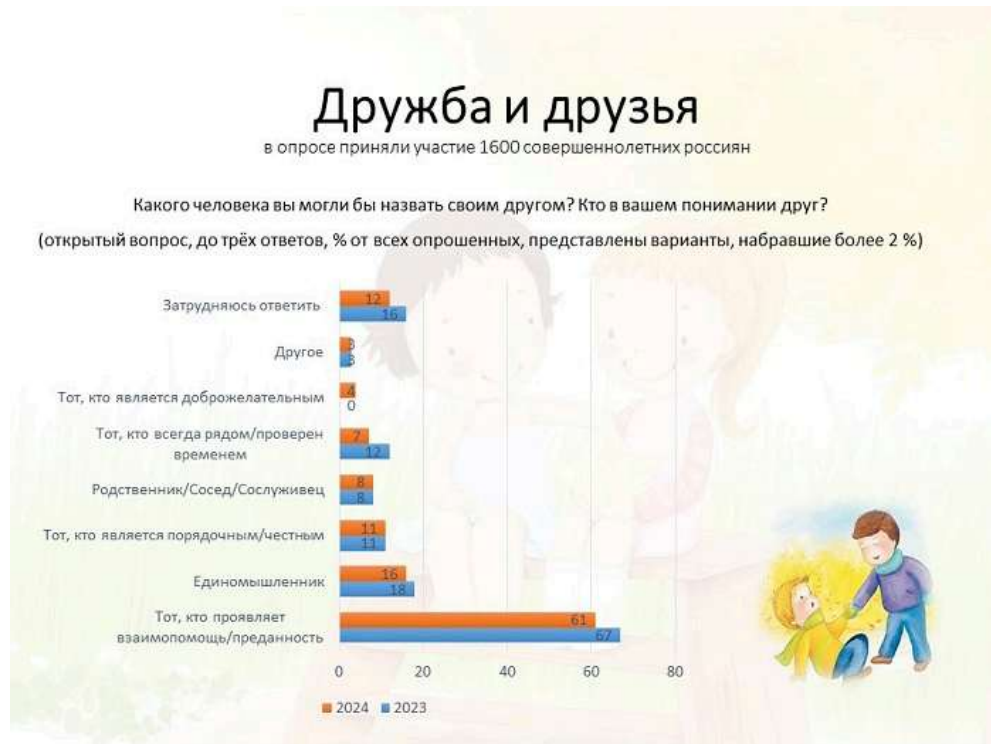 Дружба и друзья
в опросе приняли участие 1600 совершеннолетних россиян
Какого человека вы могли бы назвать своим другом? Кто в вашем понимании друг?
(открытый вопрос, до трёх ответов, % от всех опрошенных, представлены варианты, набравшие более 2 %)
Затрудняюсь ответить
12
16
Другое
3
3
Тот, кто является доброжелательным
4
0
Тот, кто всегда рядом/проверен
временем
7
12
Родственник/Сосед/Сослуживец
8
8
Тот, кто является порядочным/честным
11
11
Единомышленник
16
18
Тот, кто проявляет
взаимопомощь/преданность
61
67
0 20 40 60 80
2024 2023